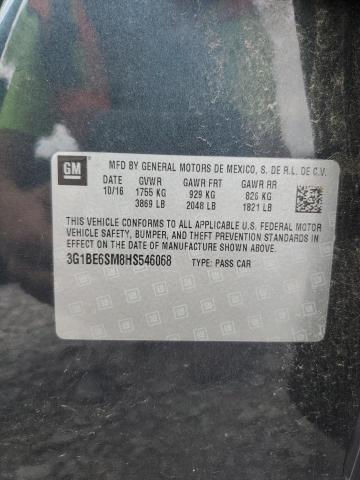 GM
MFD BY GENERAL MOTORS DE MEXICO, S. DE R.L. DE C.V.
DATE GVWR GAWR FRT GAWR RR
10/16 1755 KG 929 KG 826 KG
3869 LB 2048 LB 1821 LB
THIS VEHICLE CONFORMS TO ALL APPLICABLE U.S. FEDERAL MOTOR
VEHICLE SAFETY, BUMPER, AND THEFT PREVENTION STANDARDS IN
EFFECT ON THE DATE OF MANUFACTURE SHOWN ABOVE.
3G1BE6SM8HS546068 TYPE: PASS CAR